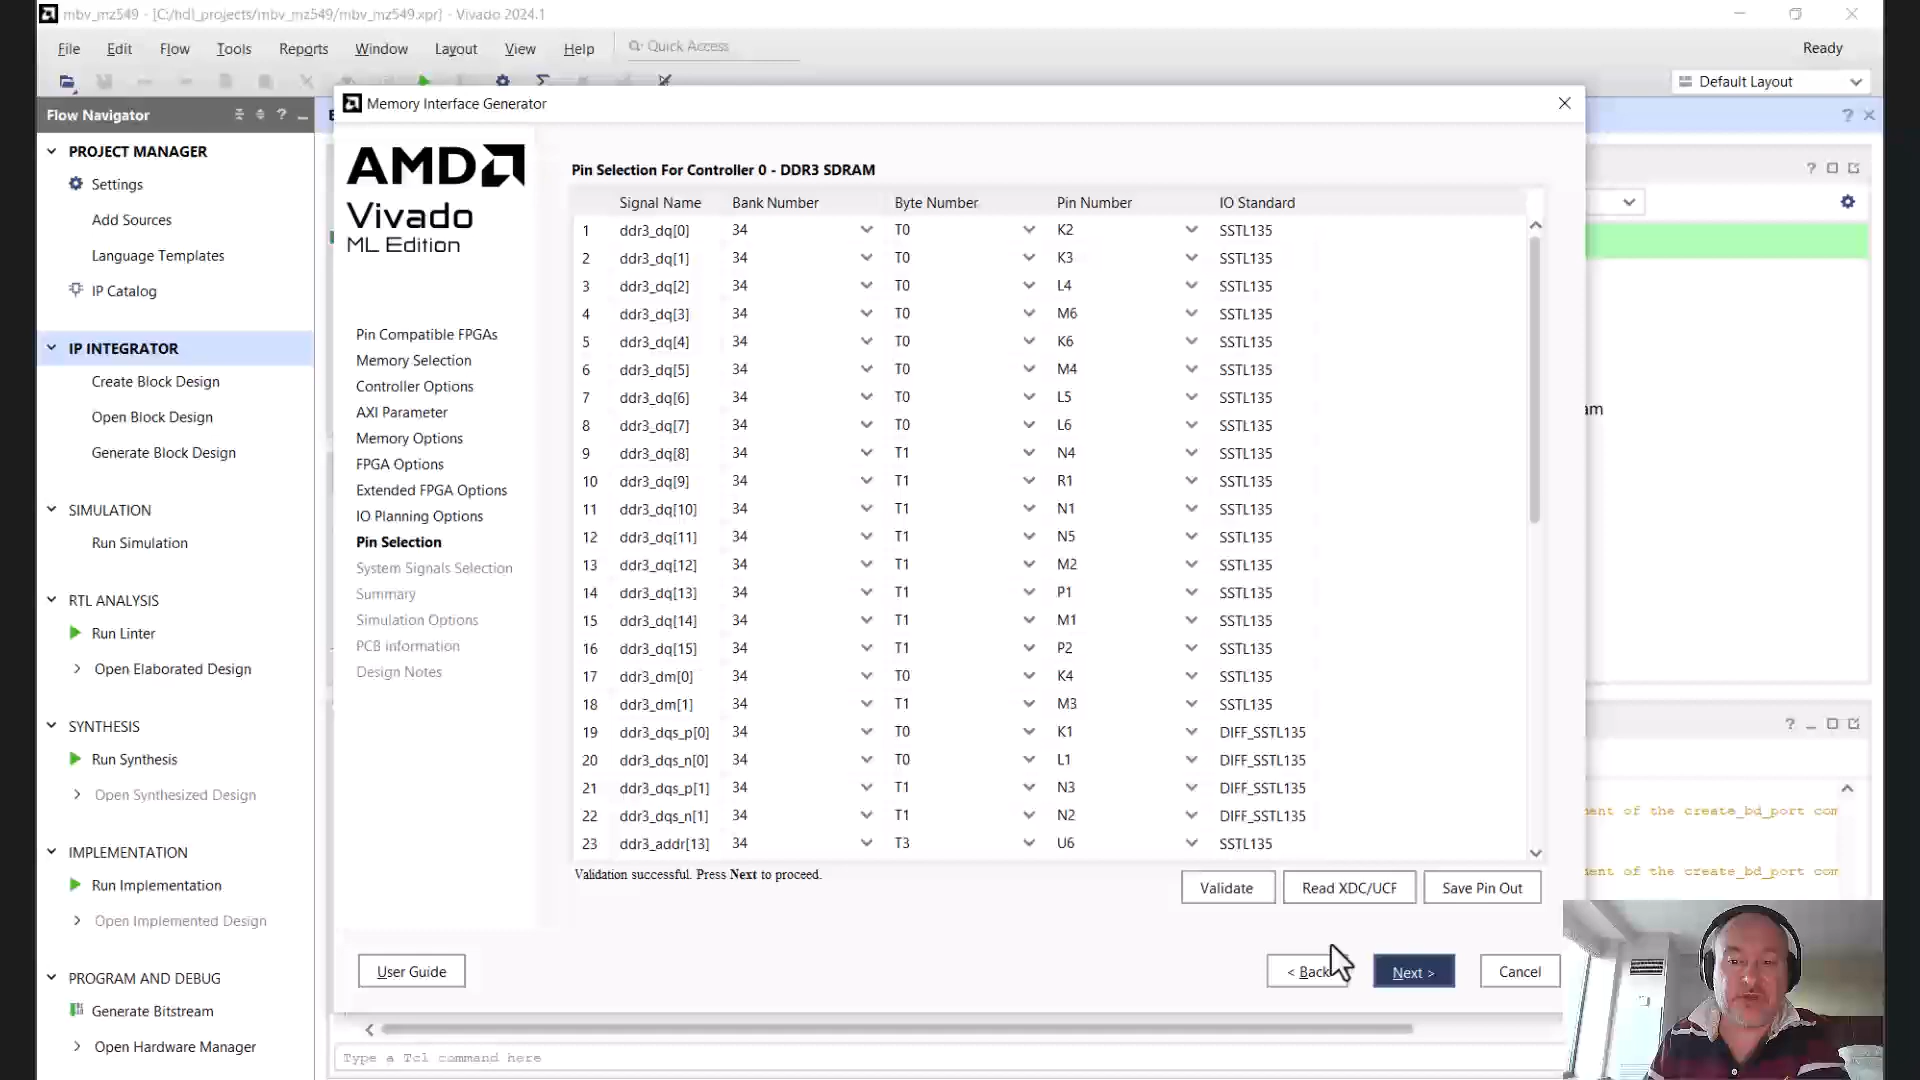 mbv_mz549 - [C:/hdl_projects/mbv_mz549/mbv_mz549.xpr] - Vivado 2024.1
File Edit Flow Tools Reports Window Layout View Help Quick Access
Ready
Default Layout
Flow Navigator
PROJECT MANAGER
Settings
Add Sources
Language Templates
IP Catalog
IP INTEGRATOR
Create Block Design
Open Block Design
Generate Block Design
SIMULATION
Run Simulation
RTL ANALYSIS
Run Linter
Open Elaborated Design
SYNTHESIS
Run Synthesis
Open Synthesized Design
IMPLEMENTATION
Run Implementation
Open Implemented Design
PROGRAM AND DEBUG
Generate Bitstream
Open Hardware Manager
Memory Interface Generator
AMD
Vivado
ML Edition
Pin Compatible FPGAs
Memory Selection
Controller Options
AXI Parameter
Memory Options
FPGA Options
Extended FPGA Options
IO Planning Options
Pin Selection
System Signals Selection
Summary
Simulation Options
PCB information
Design Notes
Pin Selection For Controller 0 - DDR3 SDRAM
Signal Name Bank Number Byte Number Pin Number IO Standard
1 ddr3_dq[0] 34 T0 K2 SSTL135
2 ddr3_dq[1] 34 T0 K3 SSTL135
3 ddr3_dq[2] 34 T0 L4 SSTL135
4 ddr3_dq[3] 34 T0 M6 SSTL135
5 ddr3_dq[4] 34 T0 K6 SSTL135
6 ddr3_dq[5] 34 T0 M4 SSTL135
7 ddr3_dq[6] 34 T0 L5 SSTL135
8 ddr3_dq[7] 34 T0 L6 SSTL135
9 ddr3_dq[8] 34 T1 N4 SSTL135
10 ddr3_dq[9] 34 T1 R1 SSTL135
11 ddr3_dq[10] 34 T1 N1 SSTL135
12 ddr3_dq[11] 34 T1 N5 SSTL135
13 ddr3_dq[12] 34 T1 M2 SSTL135
14 ddr3_dq[13] 34 T1 P1 SSTL135
15 ddr3_dq[14] 34 T1 M1 SSTL135
16 ddr3_dq[15] 34 T1 P2 SSTL135
17 ddr3_dm[0] 34 T0 K4 SSTL135
18 ddr3_dm[1] 34 T1 M3 SSTL135
19 ddr3_dqs_p[0] 34 T0 K1 DIFF_SSTL135
20 ddr3_dqs_n[0] 34 T0 L1 DIFF_SSTL135
21 ddr3_dqs_p[1] 34 T1 N3 DIFF_SSTL135
22 ddr3_dqs_n[1] 34 T1 N2 DIFF_SSTL135
23 ddr3_addr[13] 34 T3 U6 SSTL135
Validation successful. Press Next to proceed.
Validate Read XDC/UCF Save Pin Out
User Guide < Back Next > Cancel
am
ment of the create_bd_port com
ment of the create_bd_port com
Type a Tcl command here